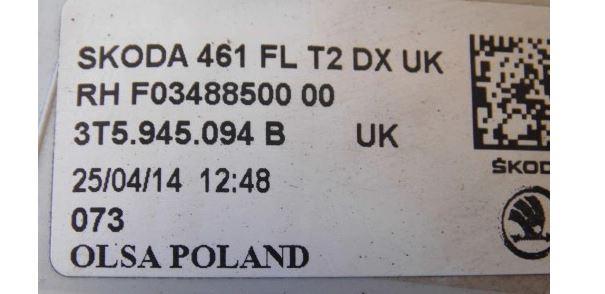 SKODA 461 FL T2 DX UK
RH F03488500 00
3T5.945.094 B UK
25/04/14 12:48
073
OLSA POLAND